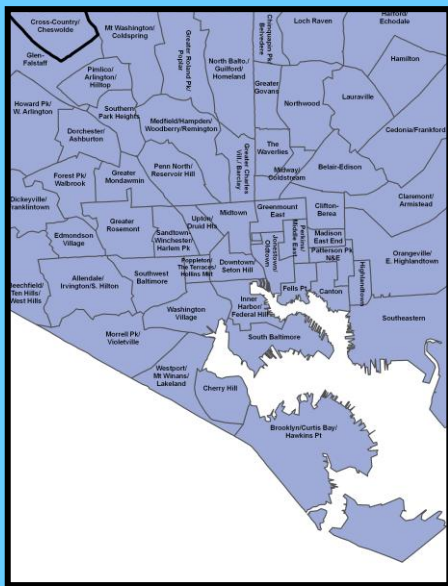 Cross-Country/
Cheswolde
Mt Washington/
Coldspring
Greater Roland Pk/
Poplar
North Balto./
Guilford/
Homeland
Chinquapin Pk/
Belvedere
Loch Raven
Harford/
Echodale
Glen-
Falstaff
Pimlico/
Arlington/
Hilltop
Greater
Govans
Northwood
Lauraville
Hamilton
Howard Pk/
W. Arlington
Southern
Park Heights
Medfield/Hampden/
Woodberry/Remington
Cedonia/Frankford
Dorchester/
Ashburton
The
Waverlies
Greater Charles
Vill./ Barclay
Midway/
Coldstream
Belair-Edison
Forest Pk/
Walbrook
Greater
Mondawmin
Penn North/
Reservoir Hill
Dickeyville/
Franklintown
Claremont/
Armistead
Greater
Rosemont
Sandtown-
Winchester
Harlem Pk
Upton/
Druid Hts
Midtown
Greenmount
East
Clifton-
Berea
Edmondson
Village
Jonestown/
Oldtown
Perkins/
Middle East
Madison
East End
Patterson Pk
N&E
Orangeville/
E. Highlandtown
Beechfield/
Ten Hills/
West Hills
Allendale/
Irvington/S. Hilton
Southwest
Baltimore
Poppleton/
The Terraces/
Hollins Mkt
Downtown/
Seton Hill
Fells Pt
Canton
Highlandtown
Washington
Village
Inner
Harbor/
Federal Hill
Southeastern
Morrell Pk/
Violetville
South Baltimore
Westport/
Mt Winans/
Lakeland
Cherry Hill
Brooklyn/Curtis Bay/
Hawkins Pt